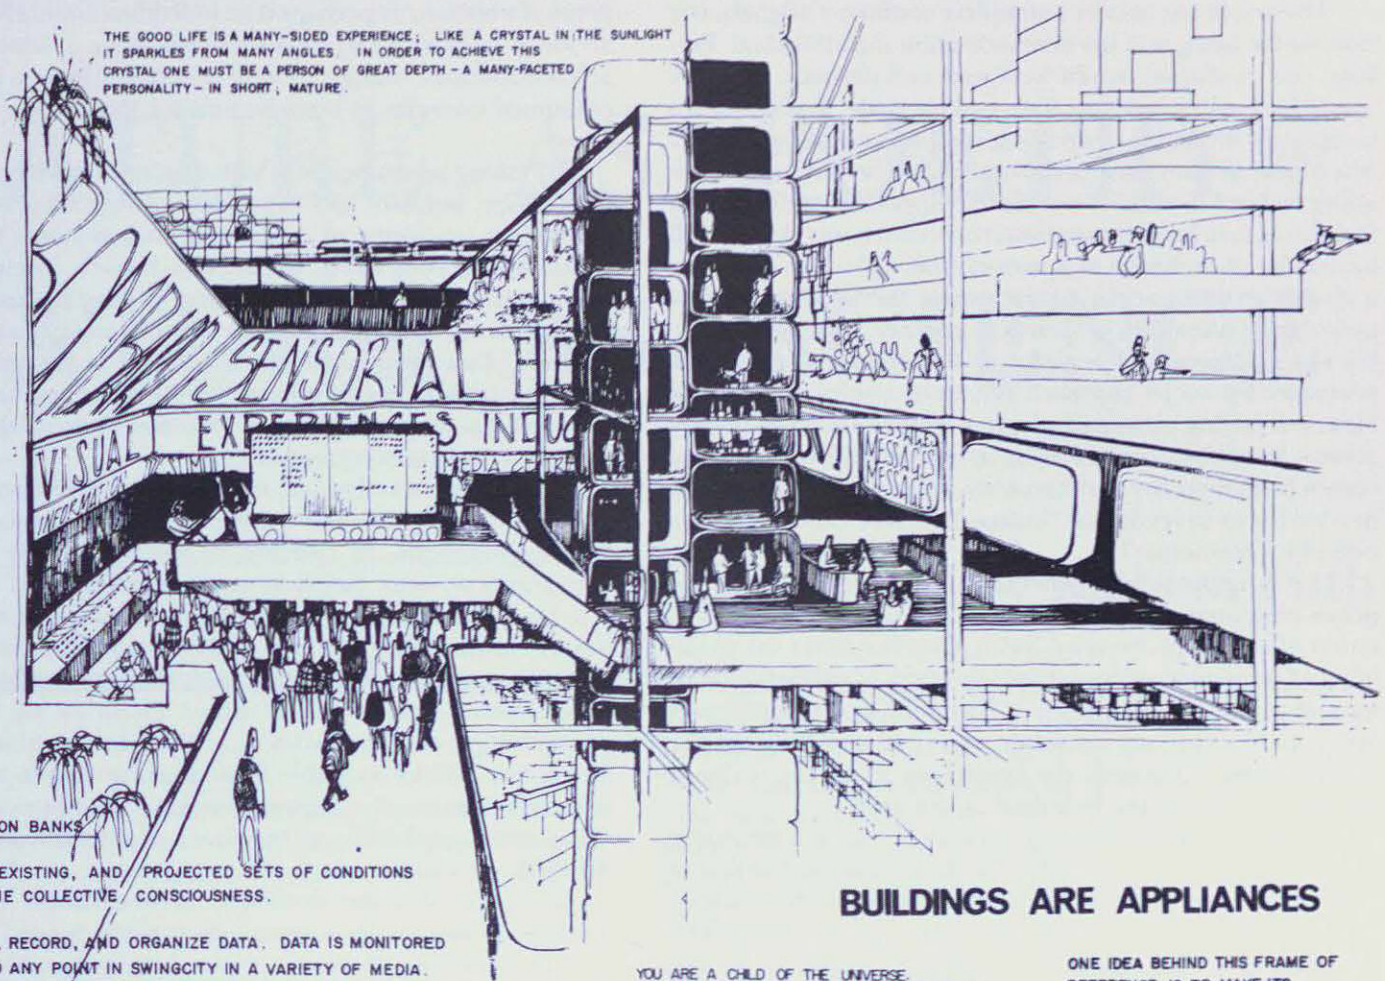 THE GOOD LIFE IS A MANY-SIDED EXPERIENCE; LIKE A CRYSTAL IN THE SUNLIGHT
IT SPARKLES FROM MANY ANGLES. IN ORDER TO ACHIEVE THIS
CRYSTAL ONE MUST BE A PERSON OF GREAT DEPTH - A MANY-FACETED
PERSONALITY - IN SHORT, MATURE.
SENSORIAL
EXPERIENCES INDUC
VISUAL
INFORMATION
STIMULI
MEDIA CENTRE
MESSAGES
MESSAGES
MESSAGES
ON BANKS
EXISTING, AND PROJECTED SETS OF CONDITIONS
COLLECTIVE CONSCIOUSNESS.
RECORD, AND ORGANIZE DATA. DATA IS MONITORED
ANY POINT IN SWINGCITY IN A VARIETY OF MEDIA.
BUILDINGS ARE APPLIANCES
YOU ARE A CHILD OF THE UNIVERSE.
ONE IDEA BEHIND THIS FRAME OF